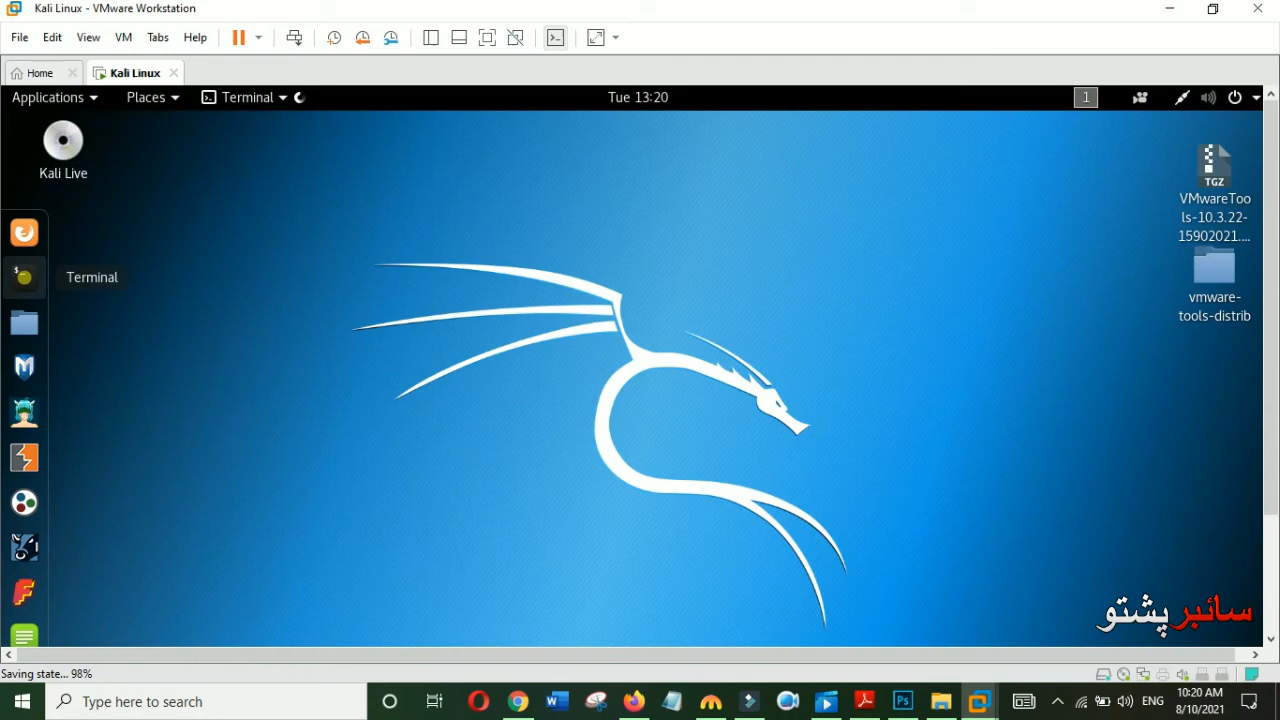 Kali Linux - VMware Workstation
File Edit View VM Tabs Help
Home Kali Linux
Applications Places Terminal Tue 13:20 1
Kali Live
TGZ
VMwareToo
ls-10.3.22-
15902021....
Terminal
vmware-
tools-distrib
سائبر پشتو
Saving state... 98%
Type here to search
W
Ps
ENG
10:20 AM
8/10/2021